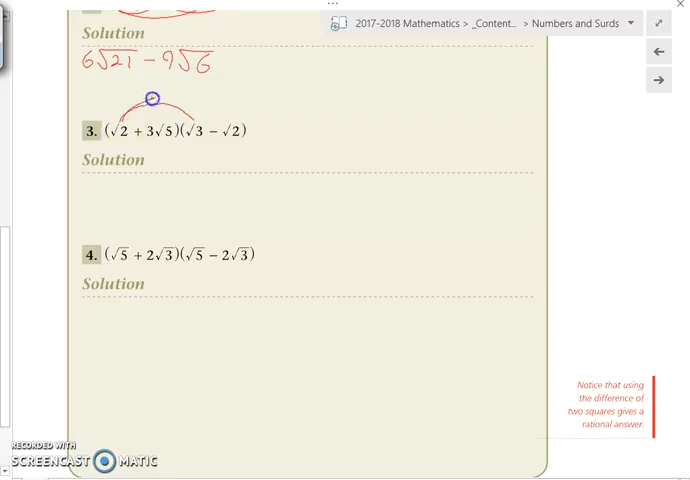 2017-2018 Mathematics > _Content... > Numbers and Surds
Solution
6√21 - 9√6
3. (√2 + 3√5)(√3 − √2)
Solution
4. (√5 + 2√3)(√5 − 2√3)
Solution
Notice that using
the difference of
two squares gives a
rational answer.
RECORDED WITH
SCREENCAST MATIC